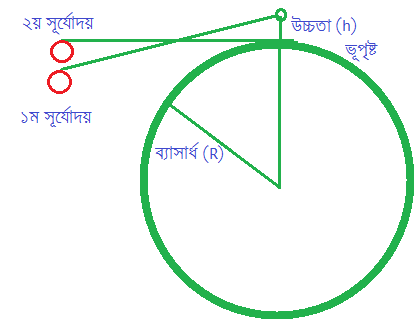 ২য় সূর্যোদয়
উচ্চতা (h)
ভূপৃষ্ট
১ম সূর্যোদয়
ব্যাসার্ধ (R)